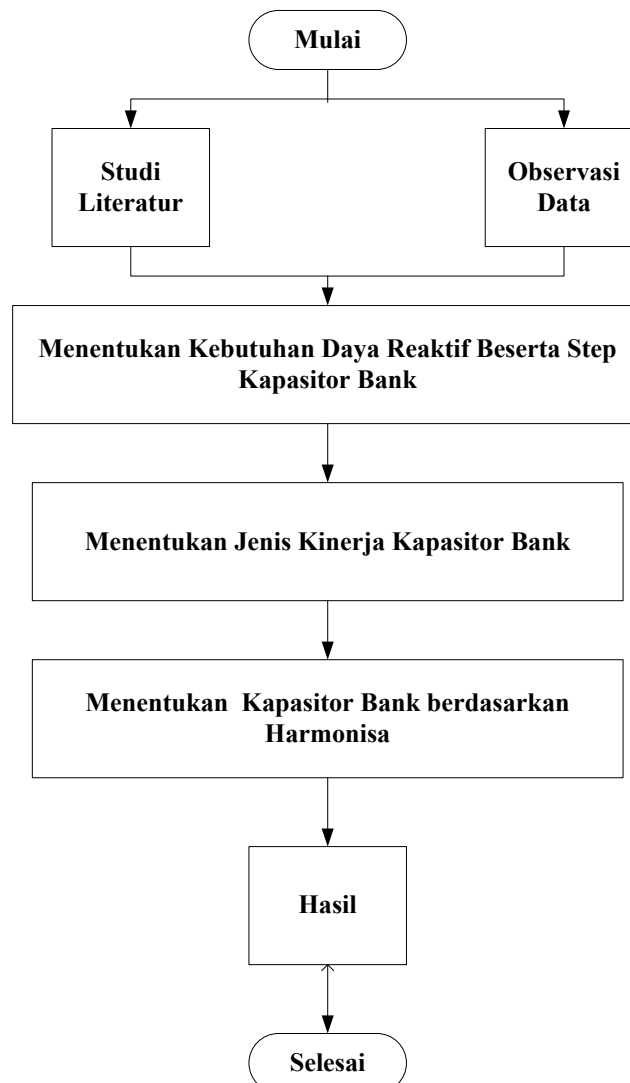 Mulai
Studi
Literatur
Observasi
Data
Menentukan Kebutuhan Daya Reaktif Beserta Step
Kapasitor Bank
Menentukan Jenis Kinerja Kapasitor Bank
Menentukan Kapasitor Bank berdasarkan
Harmonisa
Hasil
Selesai